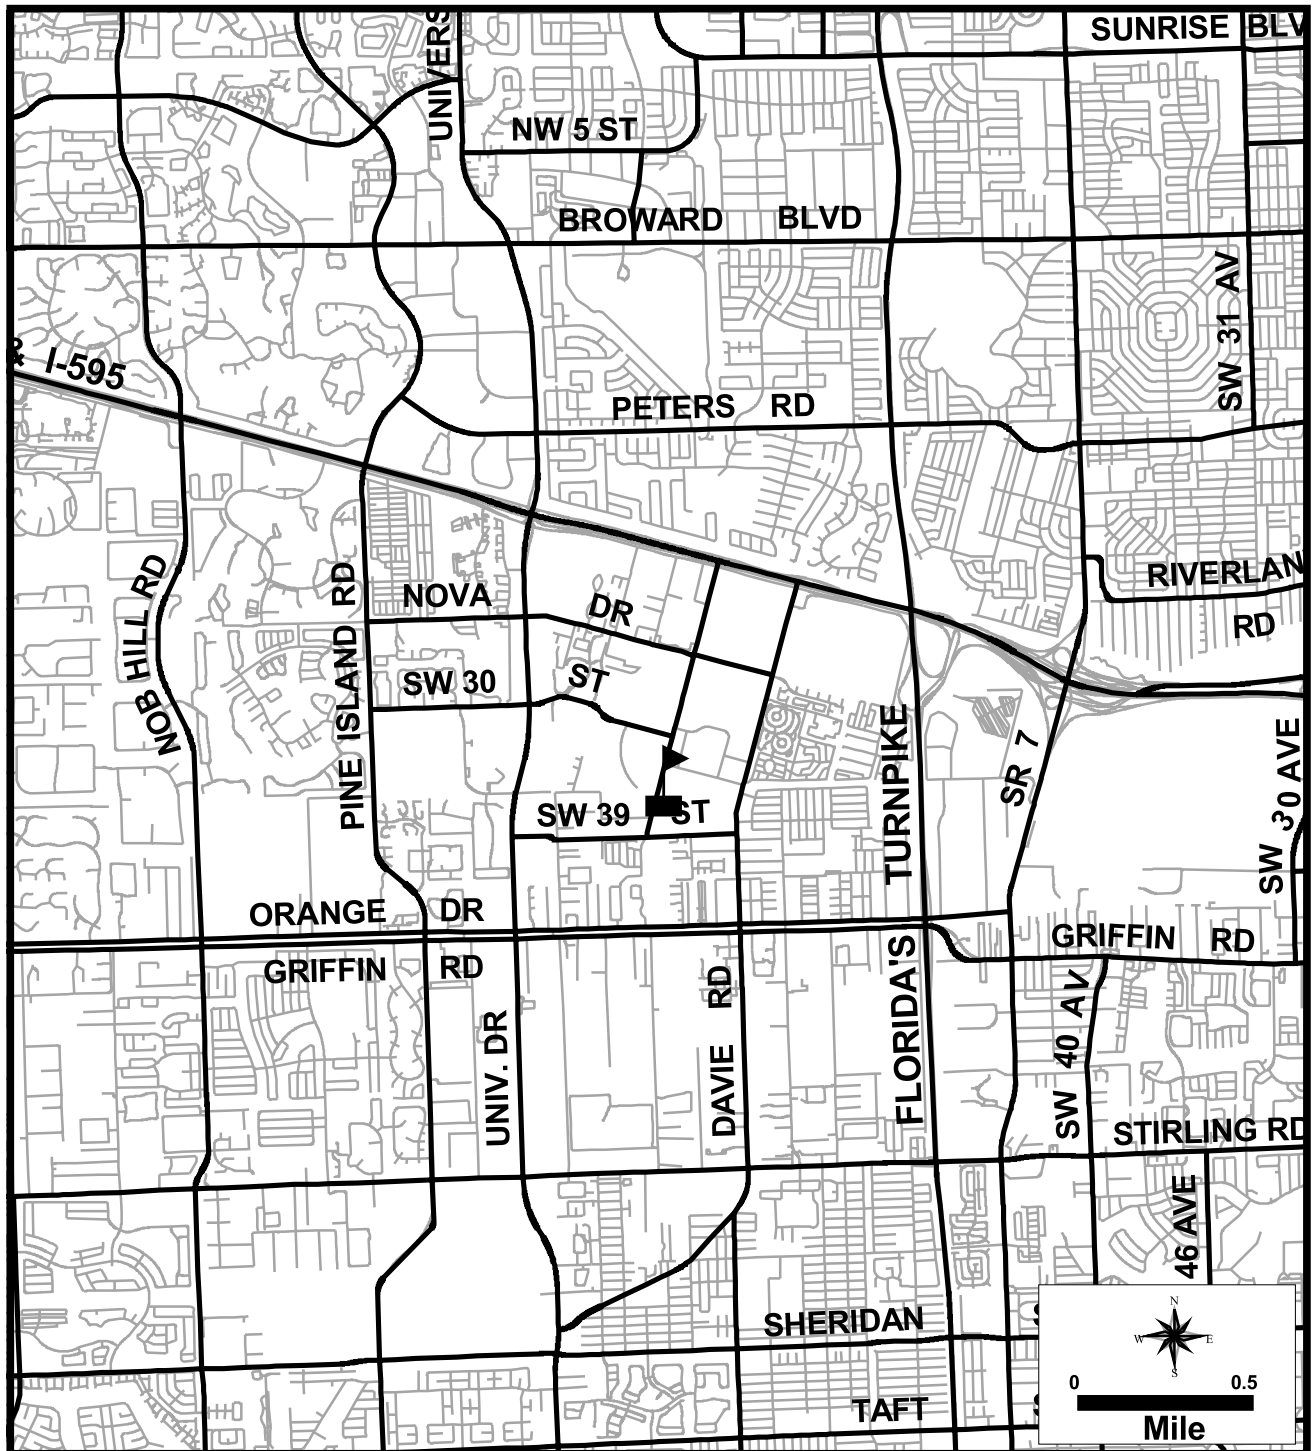 SUNRISE BLV
UNIVERS
NW 5 ST
BROWARD BLVD
SW 31 AV
& I-595
PETERS RD
RIVERLAN
RD
NOB HILL RD
PINE ISLAND RD
NOVA
DR
SW 30
ST
TURNPIKE
SR 7
SW 30 AVE
SW 39 ST
ORANGE DR
GRIFFIN RD
GRIFFIN RD
UNIV. DR
DAVIE RD
FLORIDA'S
SW 40 AV
STIRLING RD
46 AVE
SHERIDAN
S
TAFT
S
N
W E
S
0 0.5
Mile